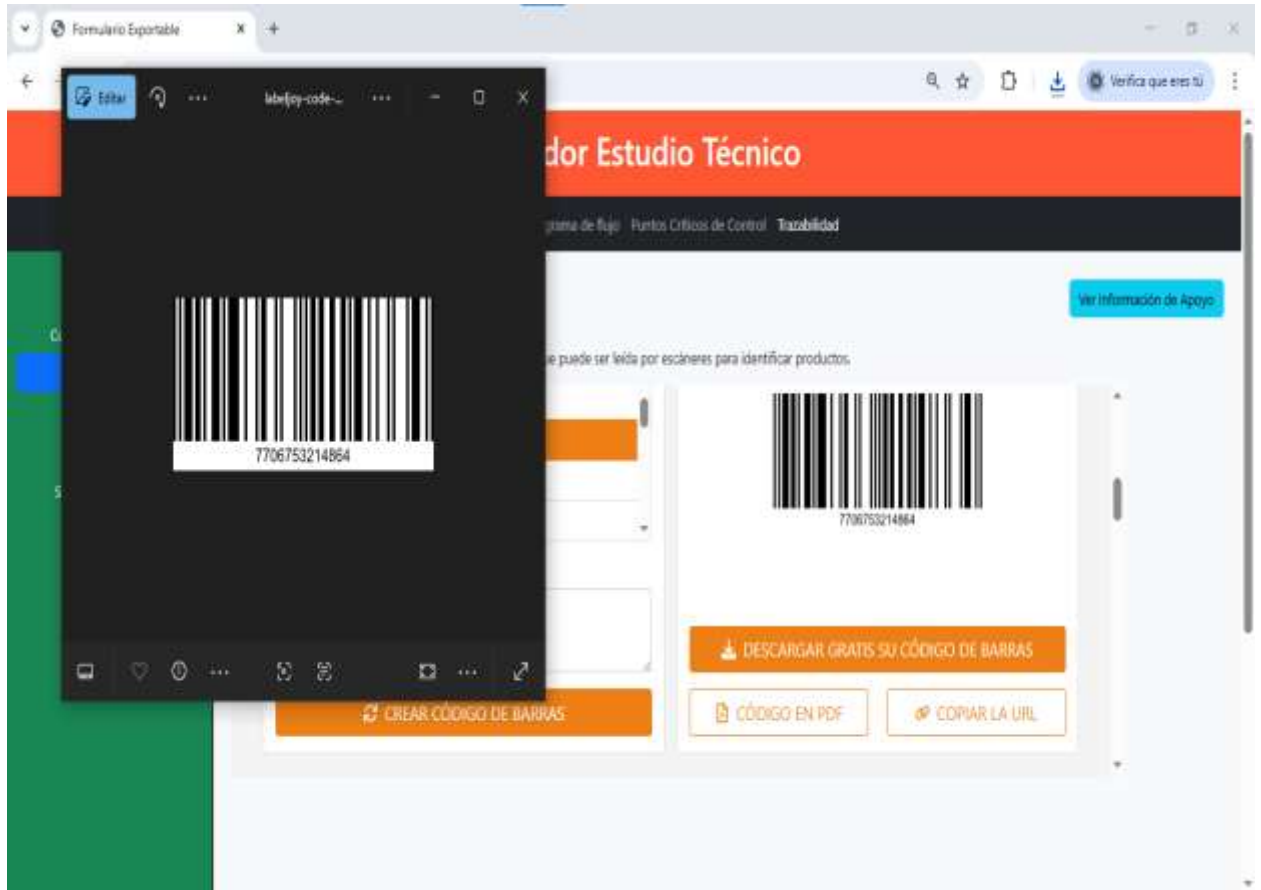 Formulario Exportable
Verifica que eres tú
Editar
labeljoy-code-...
dor Estudio Técnico
grama de flujo Puntos Críticos de Control Trazabilidad
Ver Información de Apoyo
se puede ser leída por escáneres para identificar productos.
7706753214864
7706753214864
DESCARGAR GRATIS SU CÓDIGO DE BARRAS
CREAR CÓDIGO DE BARRAS
CÓDIGO EN PDF
COPIAR LA URL